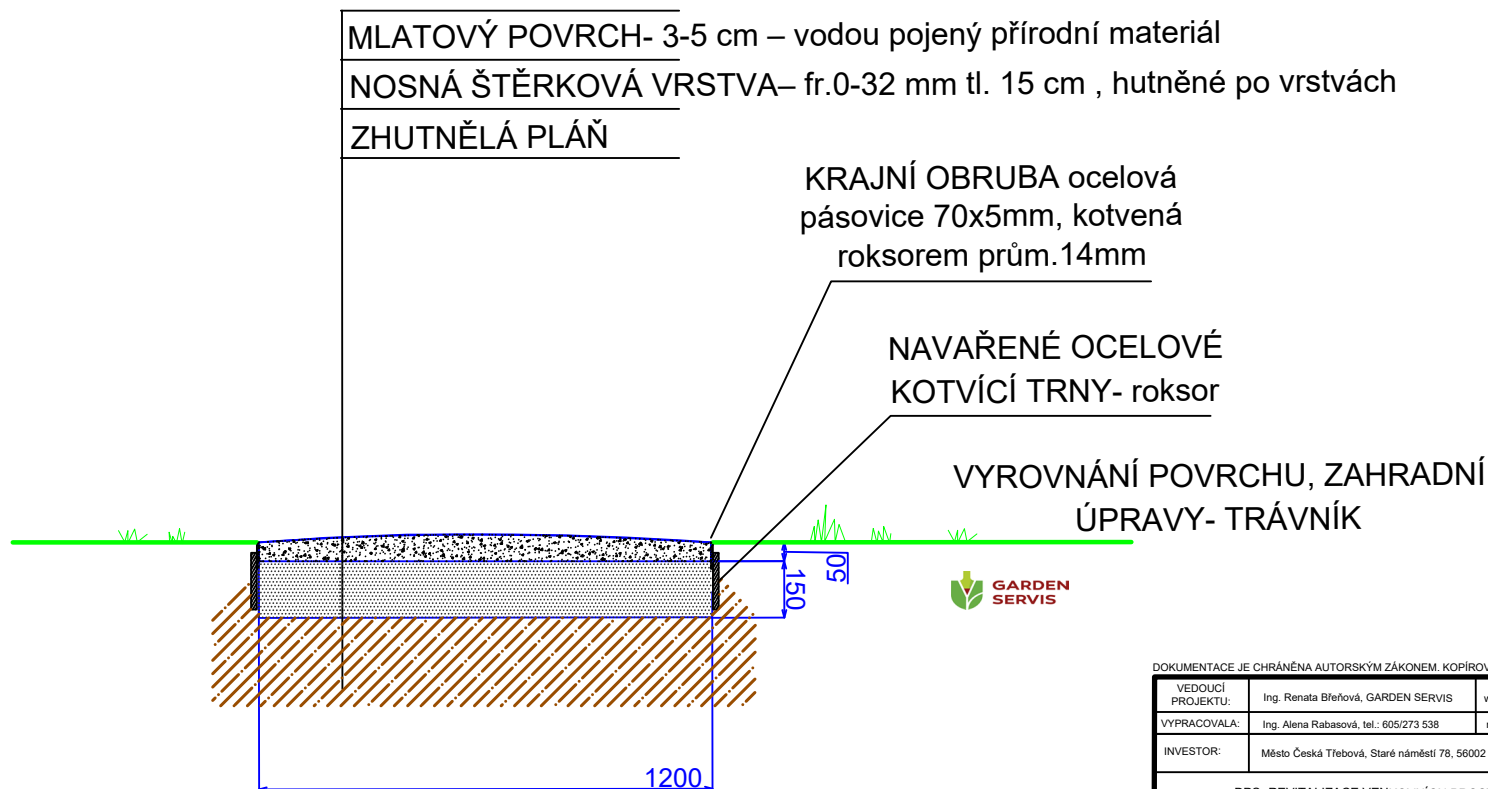 MLATOVÝ POVRCH- 3-5 cm – vodou pojený přírodní materiál
NOSNÁ ŠTĚRKOVÁ VRSTVA– fr.0-32 mm tl. 15 cm , hutněné po vrstvách
ZHUTNĚLÁ PLÁŇ
KRAJNÍ OBRUBA ocelová
pásovice 70x5mm, kotvená
roksorem prům.14mm
NAVAŘENÉ OCELOVÉ
KOTVÍCÍ TRNY- roksor
VYROVNÁNÍ POVRCHU, ZAHRADNÍ
ÚPRAVY- TRÁVNÍK
50
150
1200
GARDEN
SERVIS
DOKUMENTACE JE CHRÁNĚNA AUTORSKÝM ZÁKONEM. KOPÍROV
VEDOUCÍ
PROJEKTU:
Ing. Renata Břeňová, GARDEN SERVIS
VYPRACOVALA:
Ing. Alena Rabasová, tel.: 605/273 538
INVESTOR:
Město Česká Třebová, Staré náměstí 78, 56002